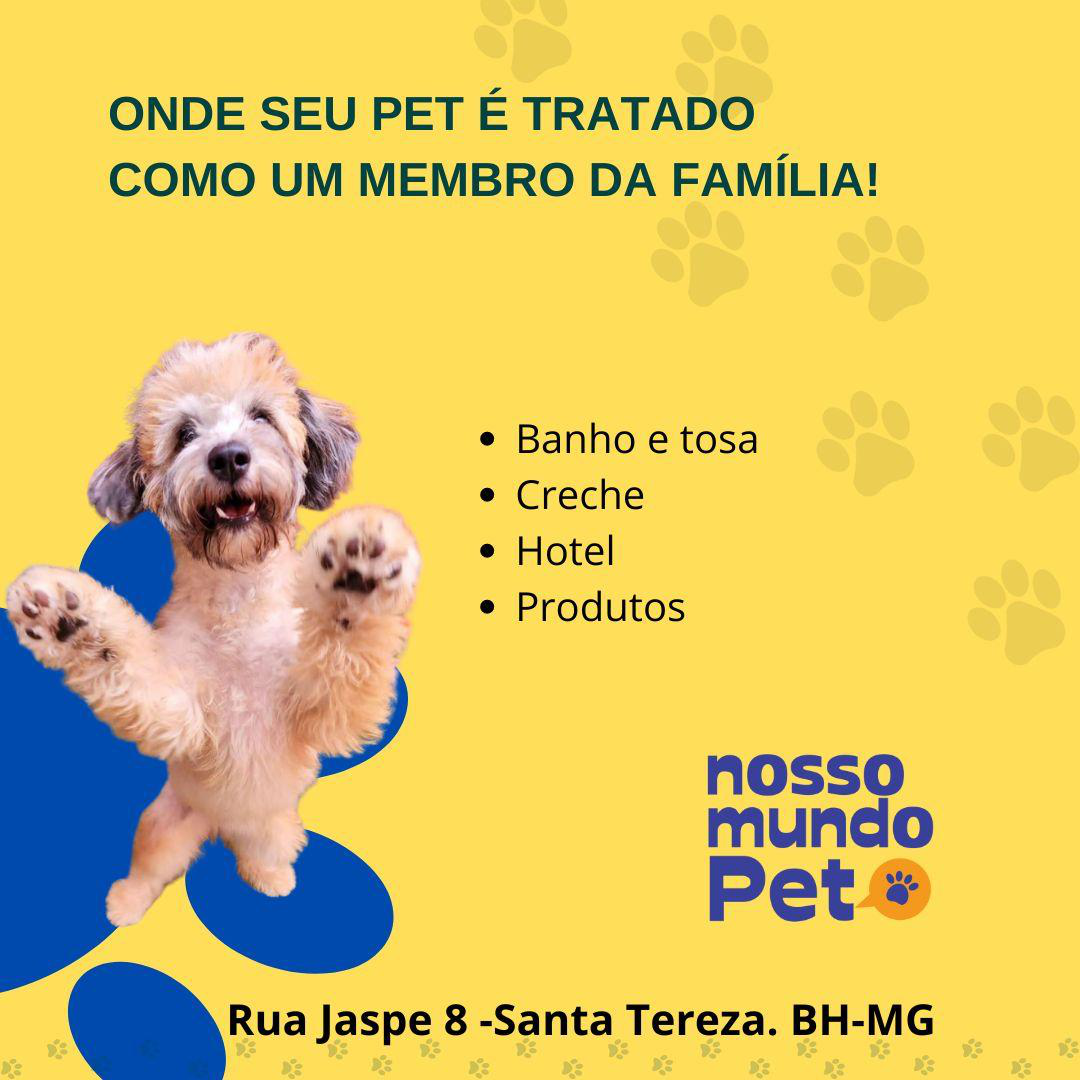 ONDE SEU PET É TRATADO
COMO UM MEMBRO DA FAMÍLIA!
• Banho e tosa
• Creche
• Hotel
• Produtos
nosso
mundo
Pet
Rua Jaspe 8 -Santa Tereza. BH-MG